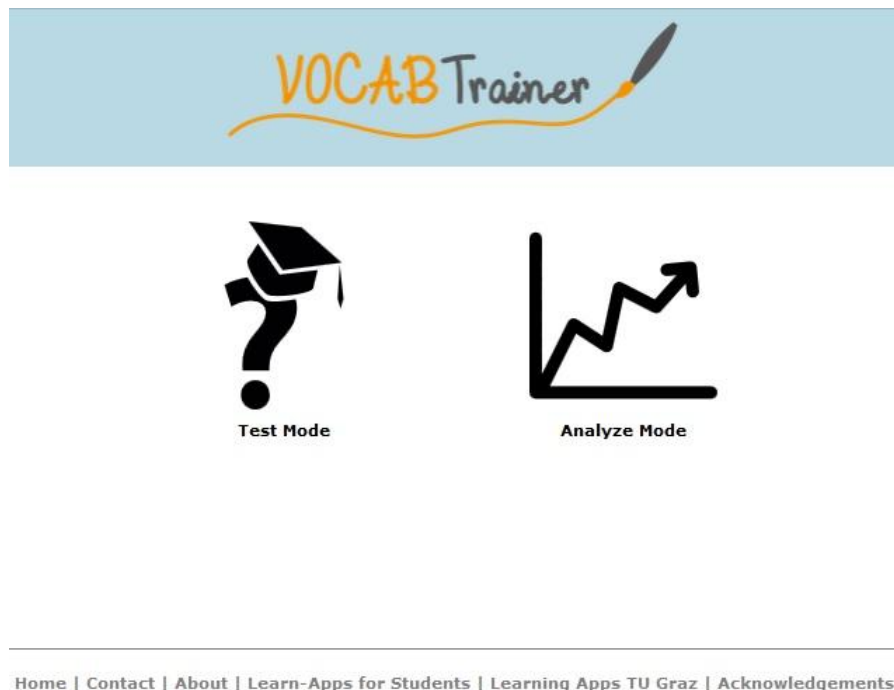 VOCABTrainer
Test Mode Analyze Mode
Home | Contact | About | Learn-Apps for Students | Learning Apps TU Graz | Acknowledgements